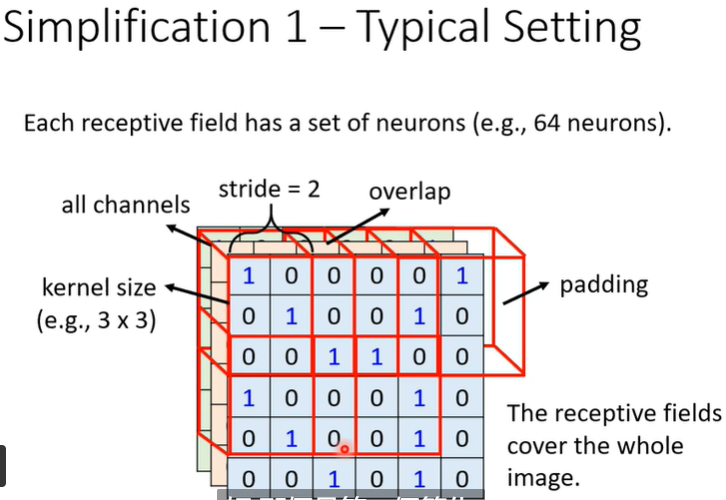 Simplification 1 – Typical Setting
Each receptive field has a set of neurons (e.g., 64 neurons).
all channels
stride = 2
overlap
kernel size
(e.g., 3 x 3)
padding
1 0 0 0 0 1
0 1 0 0 1 0
0 0 1 1 0 0
1 0 0 0 1 0
0 1 0 0 1 0
0 0 1 0 1 0
The receptive fields
cover the whole
image.